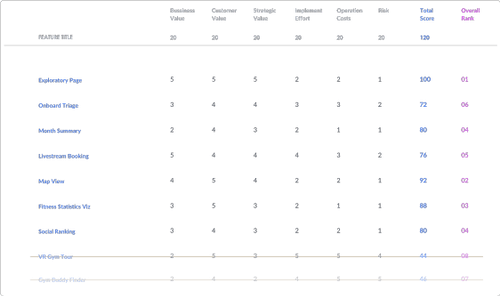 Bussiness Customer Strategic Implement Operation Risk Total Overall
Value Value Value Effort Costs Score Rank
FEATURE TITLE 20 20 20 20 20 20 120
Exploratory Page 5 5 5 2 2 1 100 01
Onboard Triage 3 4 4 3 3 2 72 06
Month Summary 2 4 3 2 1 1 80 04
Livestream Booking 5 4 4 4 3 2 76 05
Map View 4 5 4 2 2 1 92 02
Fitness Statistics Viz 3 5 3 2 1 1 88 03
Social Ranking 3 4 3 2 2 1 80 04
VR Gym Tour 2 5 3 5 5 4 44 08
Gym Buddy Finder 2 4 2 4 5 5 46 07